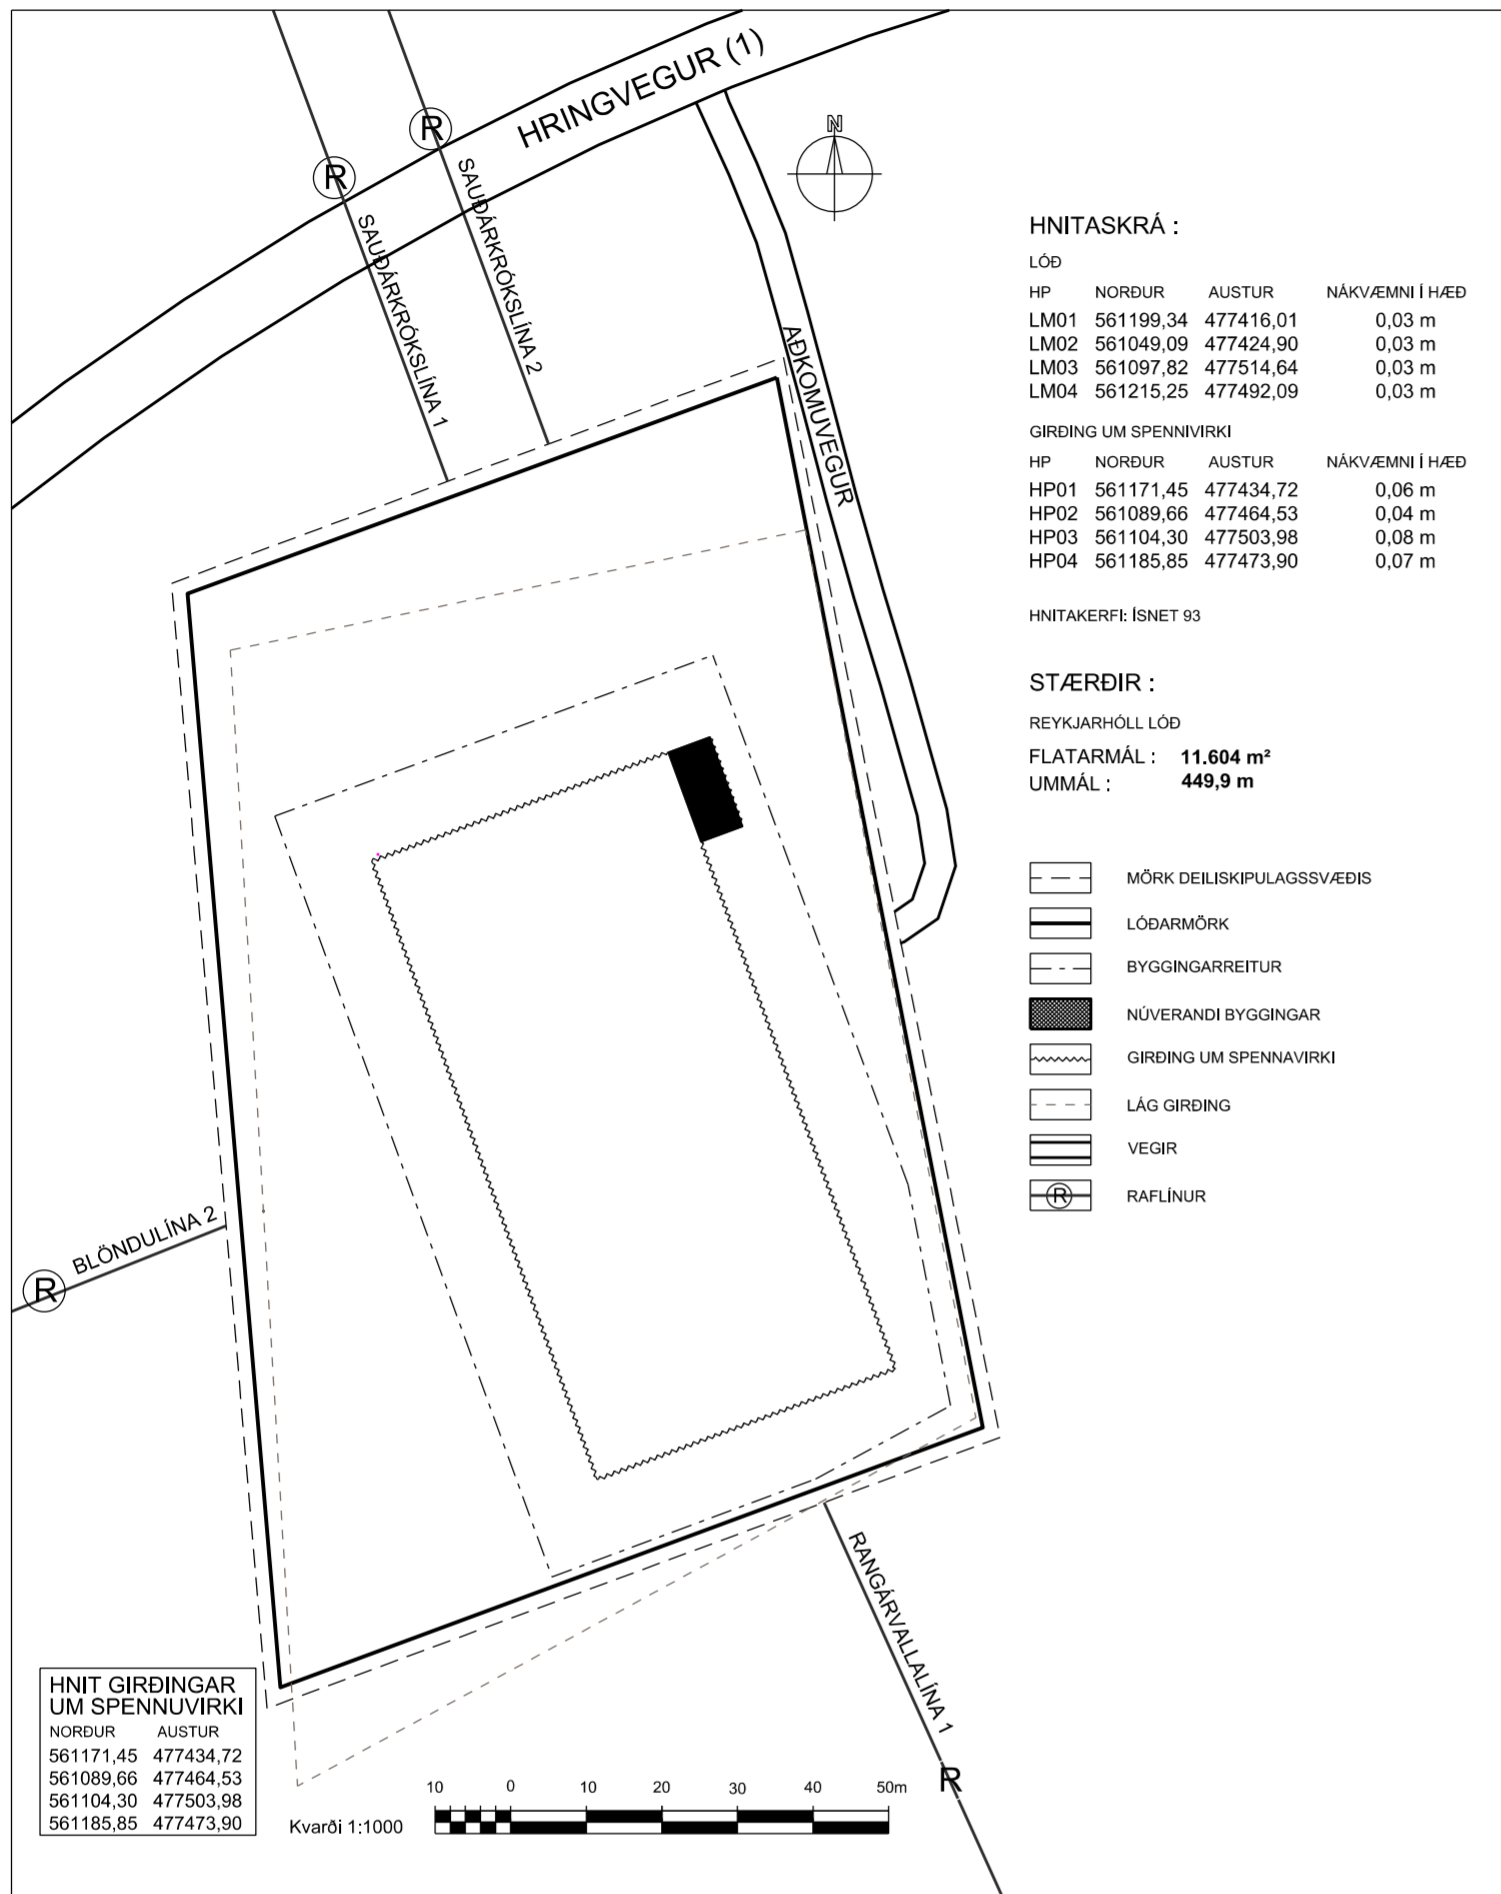 HRINGVEGUR (1)
N
R
R
SAUÐÁRKRÓKSLÍNA 1
SAUÐÁRKRÓKSLÍNA 2
AÐKOMUVEGUR
HNITASKRÁ :
LÓÐ
HP NORÐUR AUSTUR NÁKVÆMNI Í HÆÐ
LM01 561199,34 477416,01 0,03 m
LM02 561049,09 477424,90 0,03 m
LM03 561097,82 477514,64 0,03 m
LM04 561215,25 477492,09 0,03 m
GIRÐING UM SPENNIVIRKI
HP NORÐUR AUSTUR NÁKVÆMNI Í HÆÐ
HP01 561171,45 477434,72 0,06 m
HP02 561089,66 477464,53 0,04 m
HP03 561104,30 477503,98 0,08 m
HP04 561185,85 477473,90 0,07 m
HNITAKERFI: ÍSNET 93
STÆRÐIR :
REYKJARHÓLL LÓÐ
FLATARMÁL : 11.604 m²
UMMÁL : 449,9 m
MÖRK DEILISKIPULAGSSVÆÐIS
LÓÐARMÖRK
BYGGINGARREITUR
NÚVERANDI BYGGINGAR
GIRÐING UM SPENNAVIRKI
LÁG GIRÐING
VEGIR
R RAFLÍNUR
BLÖNDULÍNA 2
R
RANGÁRVALLALÍNA 1
R
HNIT GIRÐINGAR
UM SPENNUVIRKI
NORÐUR AUSTUR
561171,45 477434,72
561089,66 477464,53
561104,30 477503,98
561185,85 477473,90
Kvarði 1:1000
10 0 10 20 30 40 50m